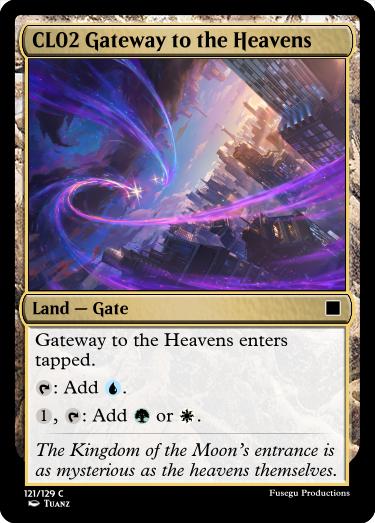 CL02 Gateway to the Heavens
Land — Gate
Gateway to the Heavens enters
tapped.
: Add .
1, : Add or .
The Kingdom of the Moon's entrance is
as mysterious as the heavens themselves.
121/129 C
Tuanz
Fusegu Productions